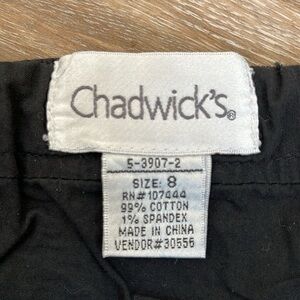 Chadwick's®
5-3907-2
SIZE: 8
RN#107444
99% COTTON
1% SPANDEX
MADE IN CHINA
VENDOR#30556